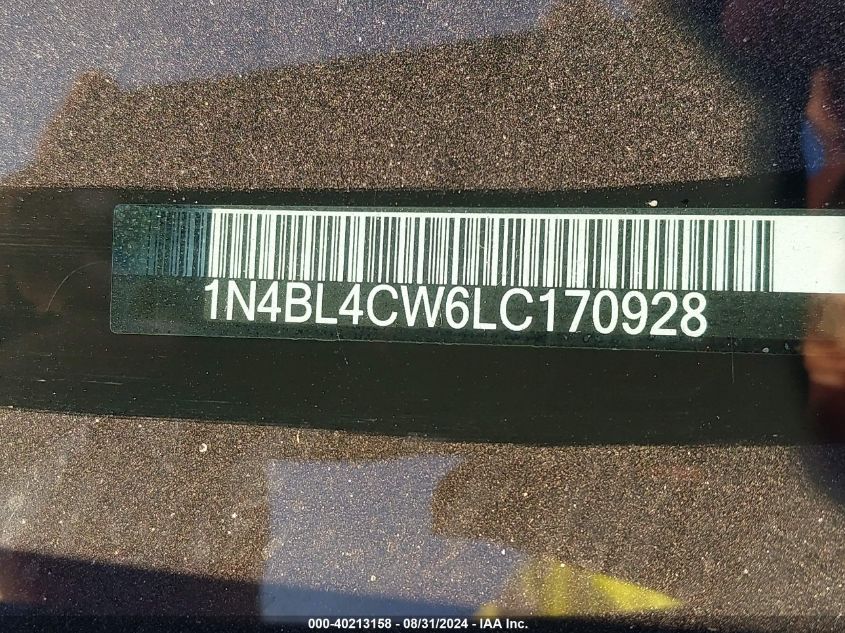 1N4BL4CW6LC170928
000-40213158 - 08/31/2024 - IAA Inc.